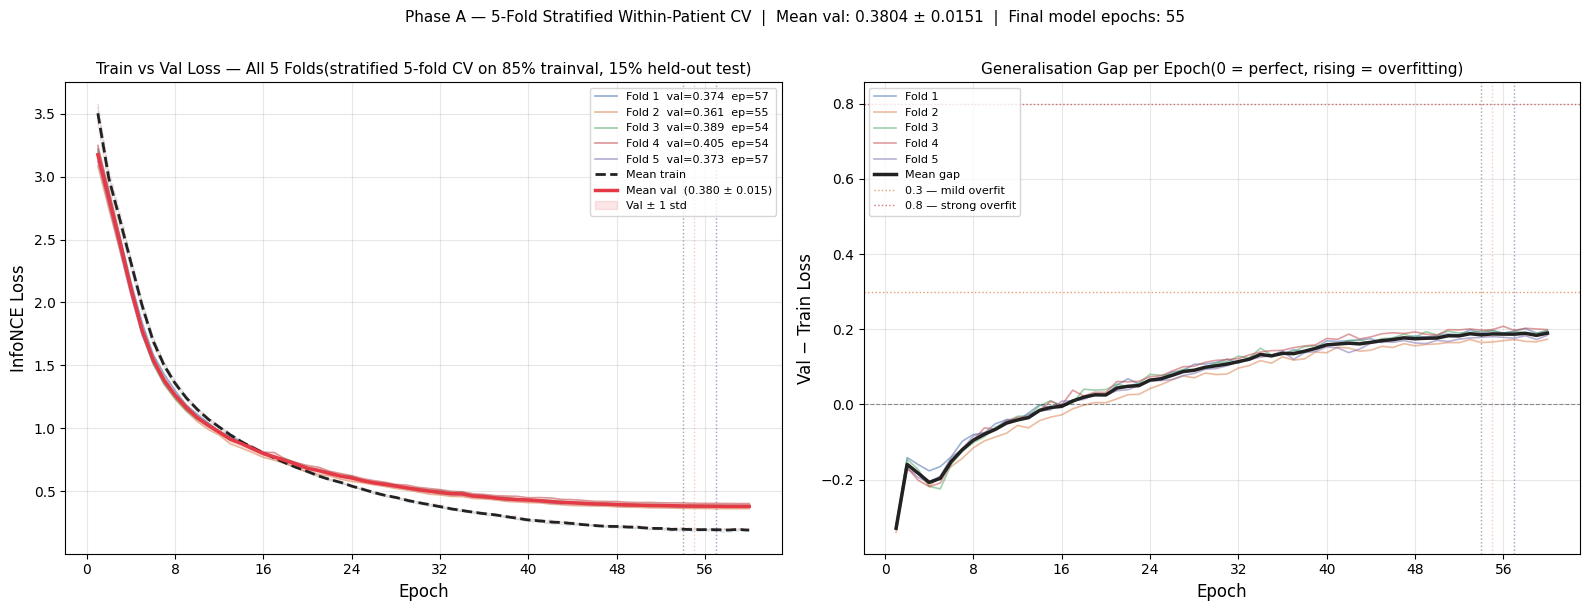 Phase A — 5-Fold Stratified Within-Patient CV | Mean val: 0.3804 ± 0.0151 | Final model epochs: 55
Train vs Val Loss — All 5 Folds(stratified 5-fold CV on 85% trainval, 15% held-out test)
InfoNCE Loss
3.5
3.0
2.5
2.0
1.5
1.0
0.5
Fold 1 val=0.374 ep=57
Fold 2 val=0.361 ep=55
Fold 3 val=0.389 ep=54
Fold 4 val=0.405 ep=54
Fold 5 val=0.373 ep=57
Mean train
Mean val (0.380 ± 0.015)
Val ± 1 std
0 8 16 24 32 40 48 56
Epoch
Generalisation Gap per Epoch(0 = perfect, rising = overfitting)
Val − Train Loss
0.8
0.6
0.4
0.2
0.0
−0.2
Fold 1
Fold 2
Fold 3
Fold 4
Fold 5
Mean gap
0.3 — mild overfit
0.8 — strong overfit
0 8 16 24 32 40 48 56
Epoch